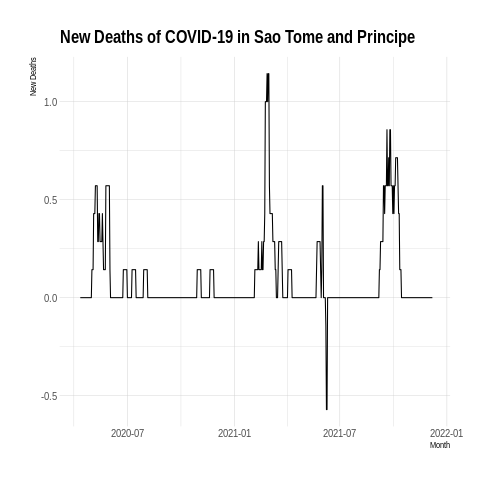 New Deaths of COVID-19 in Sao Tome and Principe
New Deaths
1.0
0.5
0.0
-0.5
2020-07
2021-01
2021-07
2022-01
Month